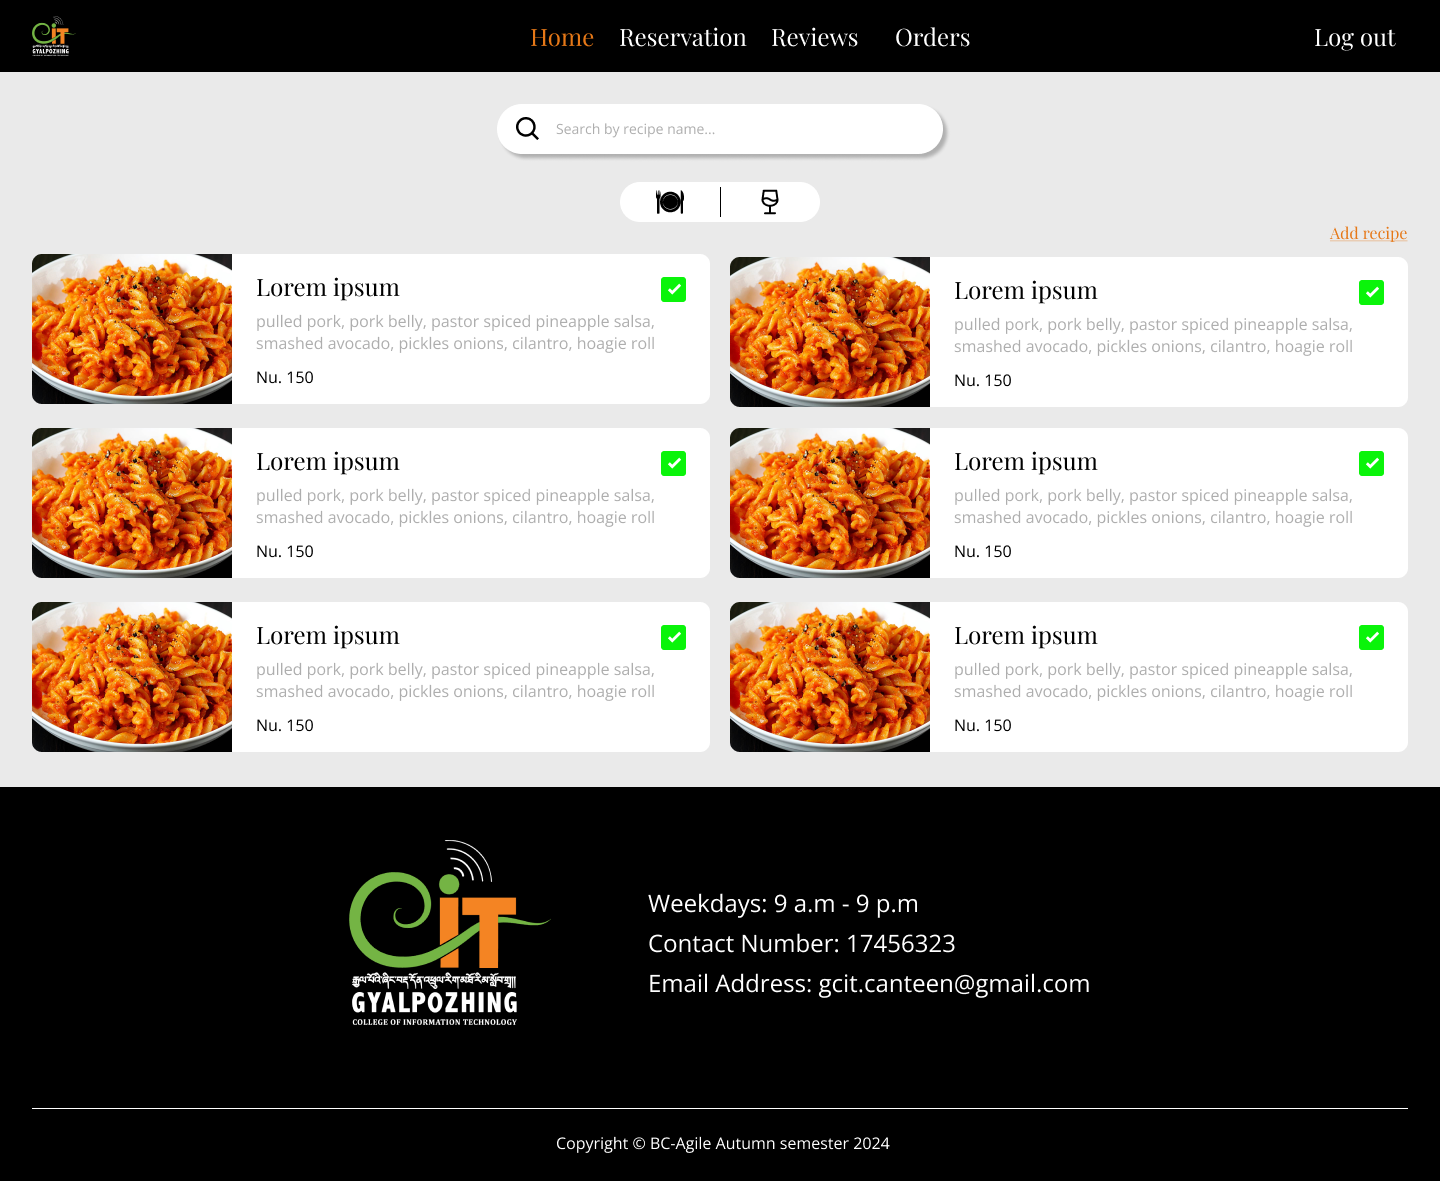 CIT
GYALPOZHING
Home Reservation Reviews Orders Log out
Search by recipe name...
Add recipe
Lorem ipsum
pulled pork, pork belly, pastor spiced pineapple salsa,
smashed avocado, pickles onions, cilantro, hoagie roll
Nu. 150
Lorem ipsum
pulled pork, pork belly, pastor spiced pineapple salsa,
smashed avocado, pickles onions, cilantro, hoagie roll
Nu. 150
Lorem ipsum
pulled pork, pork belly, pastor spiced pineapple salsa,
smashed avocado, pickles onions, cilantro, hoagie roll
Nu. 150
Lorem ipsum
pulled pork, pork belly, pastor spiced pineapple salsa,
smashed avocado, pickles onions, cilantro, hoagie roll
Nu. 150
Lorem ipsum
pulled pork, pork belly, pastor spiced pineapple salsa,
smashed avocado, pickles onions, cilantro, hoagie roll
Nu. 150
Lorem ipsum
pulled pork, pork belly, pastor spiced pineapple salsa,
smashed avocado, pickles onions, cilantro, hoagie roll
Nu. 150
CIT
GYALPOZHING
COLLEGE OF INFORMATION TECHNOLOGY
Weekdays: 9 a.m - 9 p.m
Contact Number: 17456323
Email Address: gcit.canteen@gmail.com
Copyright © BC-Agile Autumn semester 2024